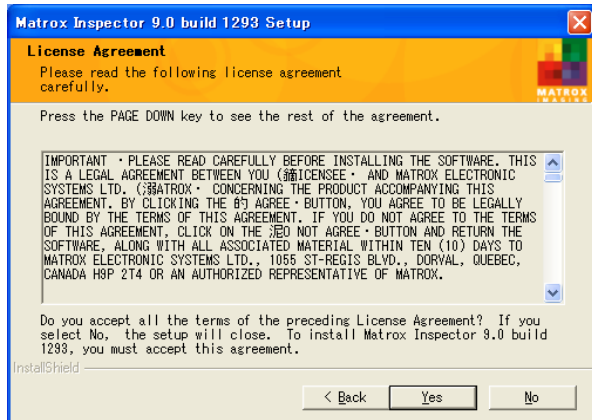 Matrox Inspector 9.0 build 1293 Setup
License Agreement
Please read the following license agreement
carefully.
MATROX
IMAGING
Press the PAGE DOWN key to see the rest of the agreement.
IMPORTANT ・PLEASE READ CAREFULLY BEFORE INSTALLING THE SOFTWARE. THIS
IS A LEGAL AGREEMENT BETWEEN YOU (鏑ICENSEE・ AND MATROX ELECTRONIC
SYSTEMS LTD. (溺ATROX・ CONCERNING THE PRODUCT ACCOMPANYING THIS
AGREEMENT. BY CLICKING THE 的 AGREE・BUTTON, YOU AGREE TO BE LEGALLY
BOUND BY THE TERMS OF THIS AGREEMENT. IF YOU DO NOT AGREE TO THE TERMS
OF THIS AGREEMENT, CLICK ON THE 泥O NOT AGREE・BUTTON AND RETURN THE
SOFTWARE, ALONG WITH ALL ASSOCIATED MATERIAL WITHIN TEN (10) DAYS TO
MATROX ELECTRONIC SYSTEMS LTD., 1055 ST-REGIS BLVD., DORVAL, QUEBEC,
CANADA H9P 2T4 OR AN AUTHORIZED REPRESENTATIVE OF MATROX.
Do you accept all the terms of the preceding License Agreement? If you
select No, the setup will close. To install Matrox Inspector 9.0 build
1293, you must accept this agreement.
InstallShield
< Back
Yes
No